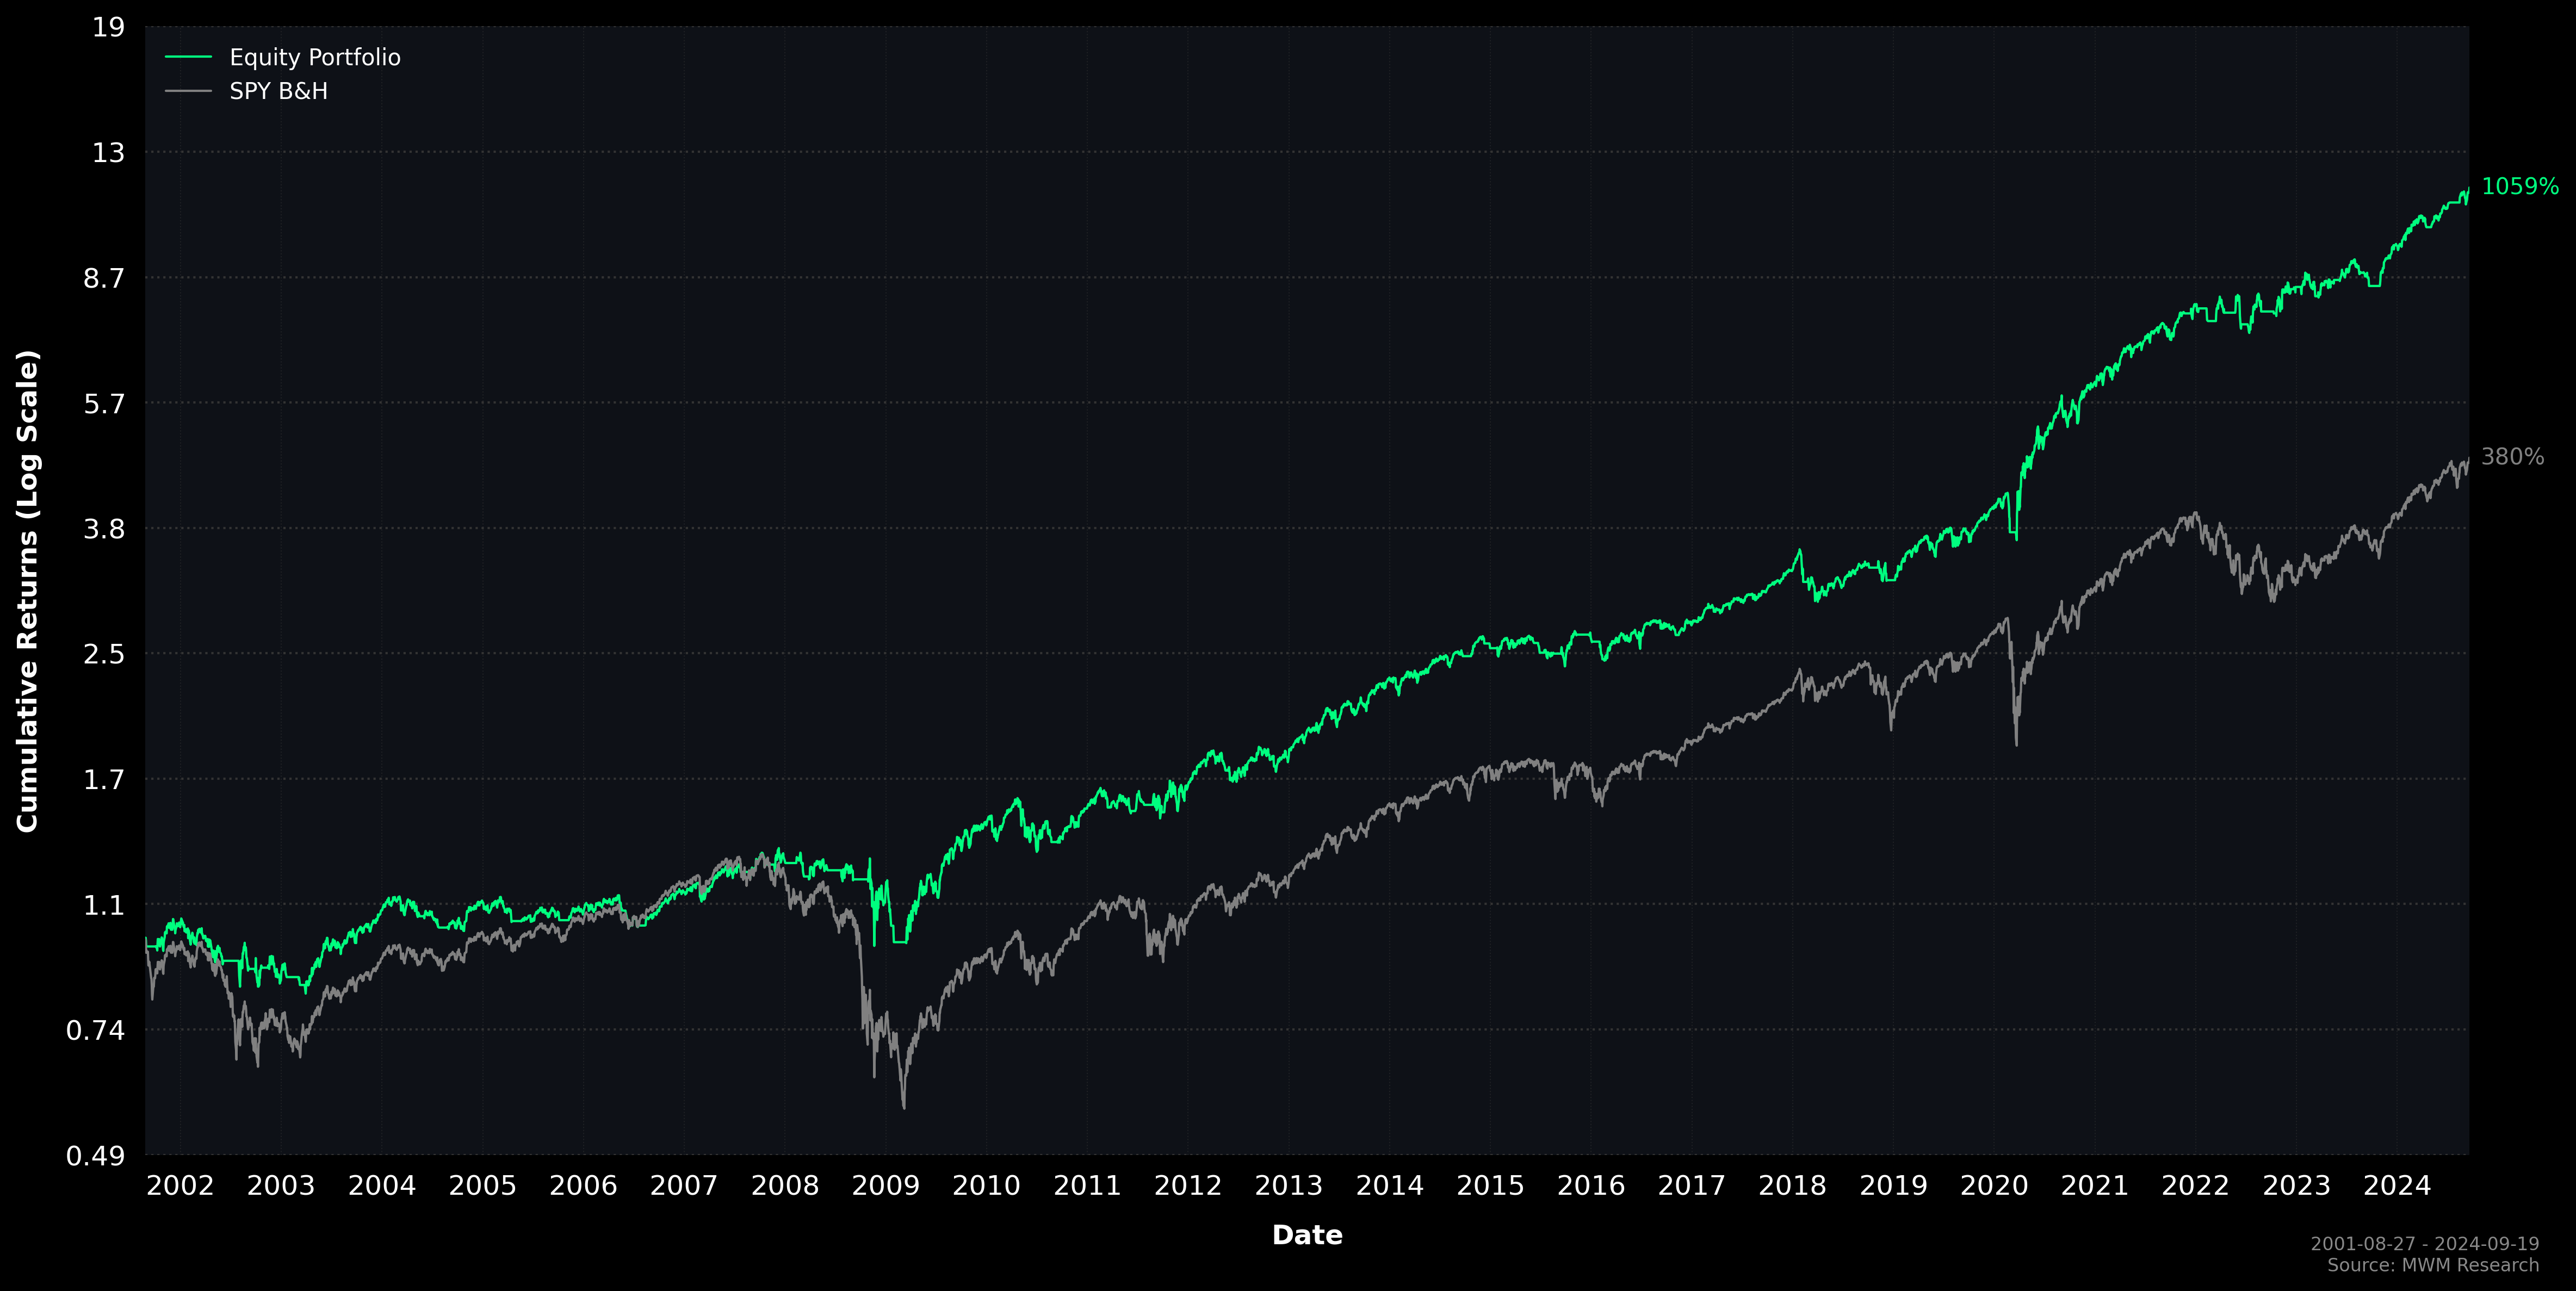 19
13
8.7
5.7
3.8
2.5
1.7
1.1
0.74
0.49
Cumulative Returns (Log Scale)
Equity Portfolio
SPY B&H
1059%
380%
2002 2003 2004 2005 2006 2007 2008 2009 2010 2011 2012 2013 2014 2015 2016 2017 2018 2019 2020 2021 2022 2023 2024
Date
2001-08-27 - 2024-09-19
Source: MWM Research